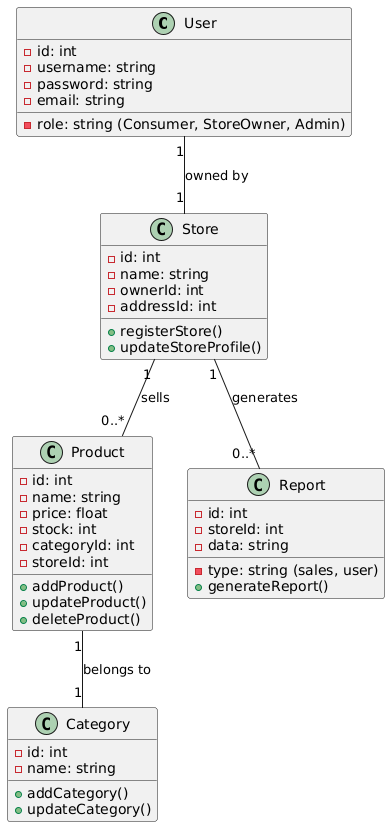 C User
id: int
username: string
password: string
email: string
role: string (Consumer, StoreOwner, Admin)
1
owned by
1
C Store
id: int
name: string
ownerId: int
addressId: int
registerStore()
updateStoreProfile()
1
sells
0..*
1
generates
0..*
C Product
id: int
name: string
price: float
stock: int
categoryId: int
storeId: int
addProduct()
updateProduct()
deleteProduct()
C Report
id: int
storeId: int
data: string
type: string (sales, user)
generateReport()
1
belongs to
1
C Category
id: int
name: string
addCategory()
updateCategory()